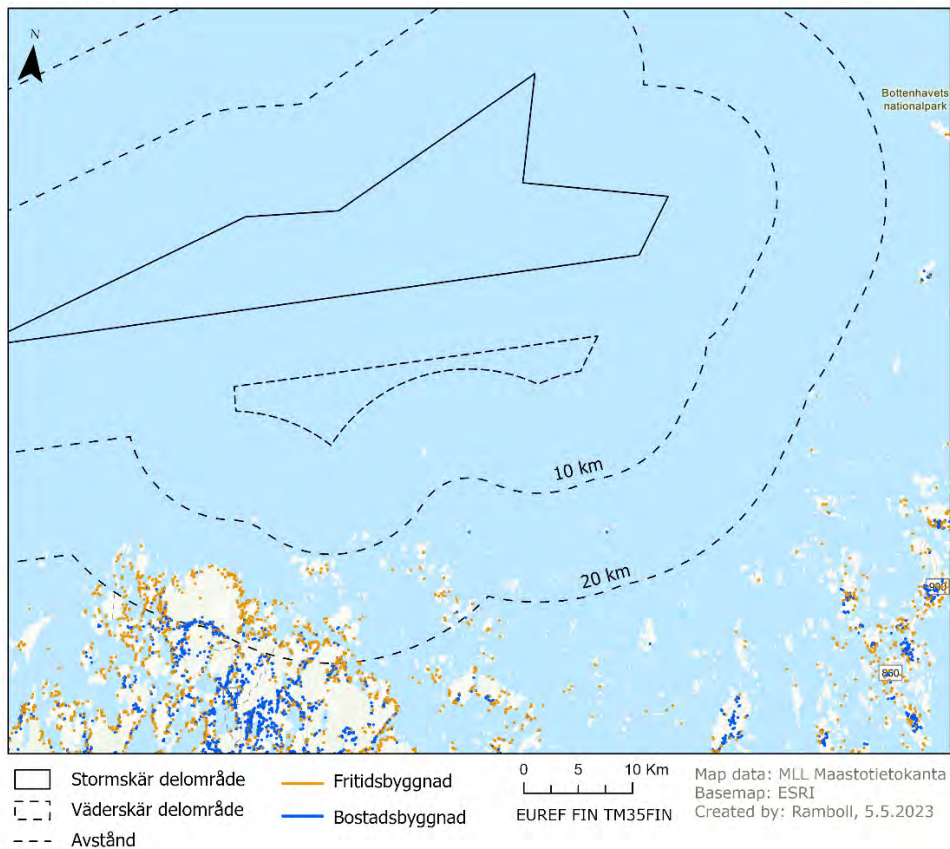 N
Bottenhavets
nationalpark
10 km
20 km
860
Stormskär delområde
Väderskär delområde
Avstånd
Fritidsbyggnad
Bostadsbyggnad
0 5 10 Km
EUREF FIN TM35FIN
Map data: MLL Maastotietokanta
Basemap: ESRI
Created by: Ramboll, 5.5.2023